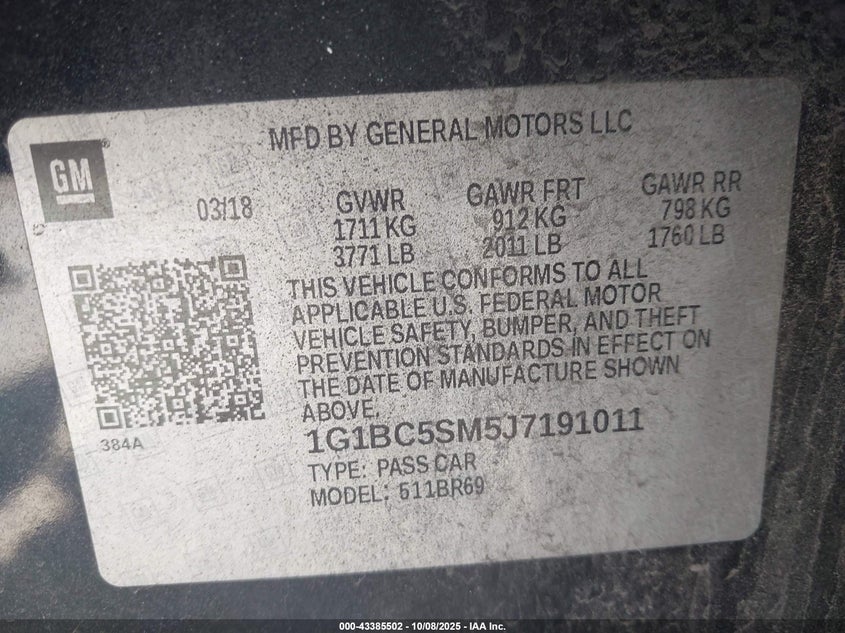 MFD BY GENERAL MOTORS LLC
GM
03/18
GVWR
1711 KG
3771 LB
GAWR FRT
912 KG
2011 LB
GAWR RR
798 KG
1760 LB
THIS VEHICLE CONFORMS TO ALL
APPLICABLE U.S. FEDERAL MOTOR
VEHICLE SAFETY, BUMPER, AND THEFT
PREVENTION STANDARDS IN EFFECT ON
THE DATE OF MANUFACTURE SHOWN
ABOVE.
384A
1G1BC5SM5J7191011
TYPE: PASS CAR
MODEL: 511BR69
000-43385502 - 10/08/2025 - IAA Inc.